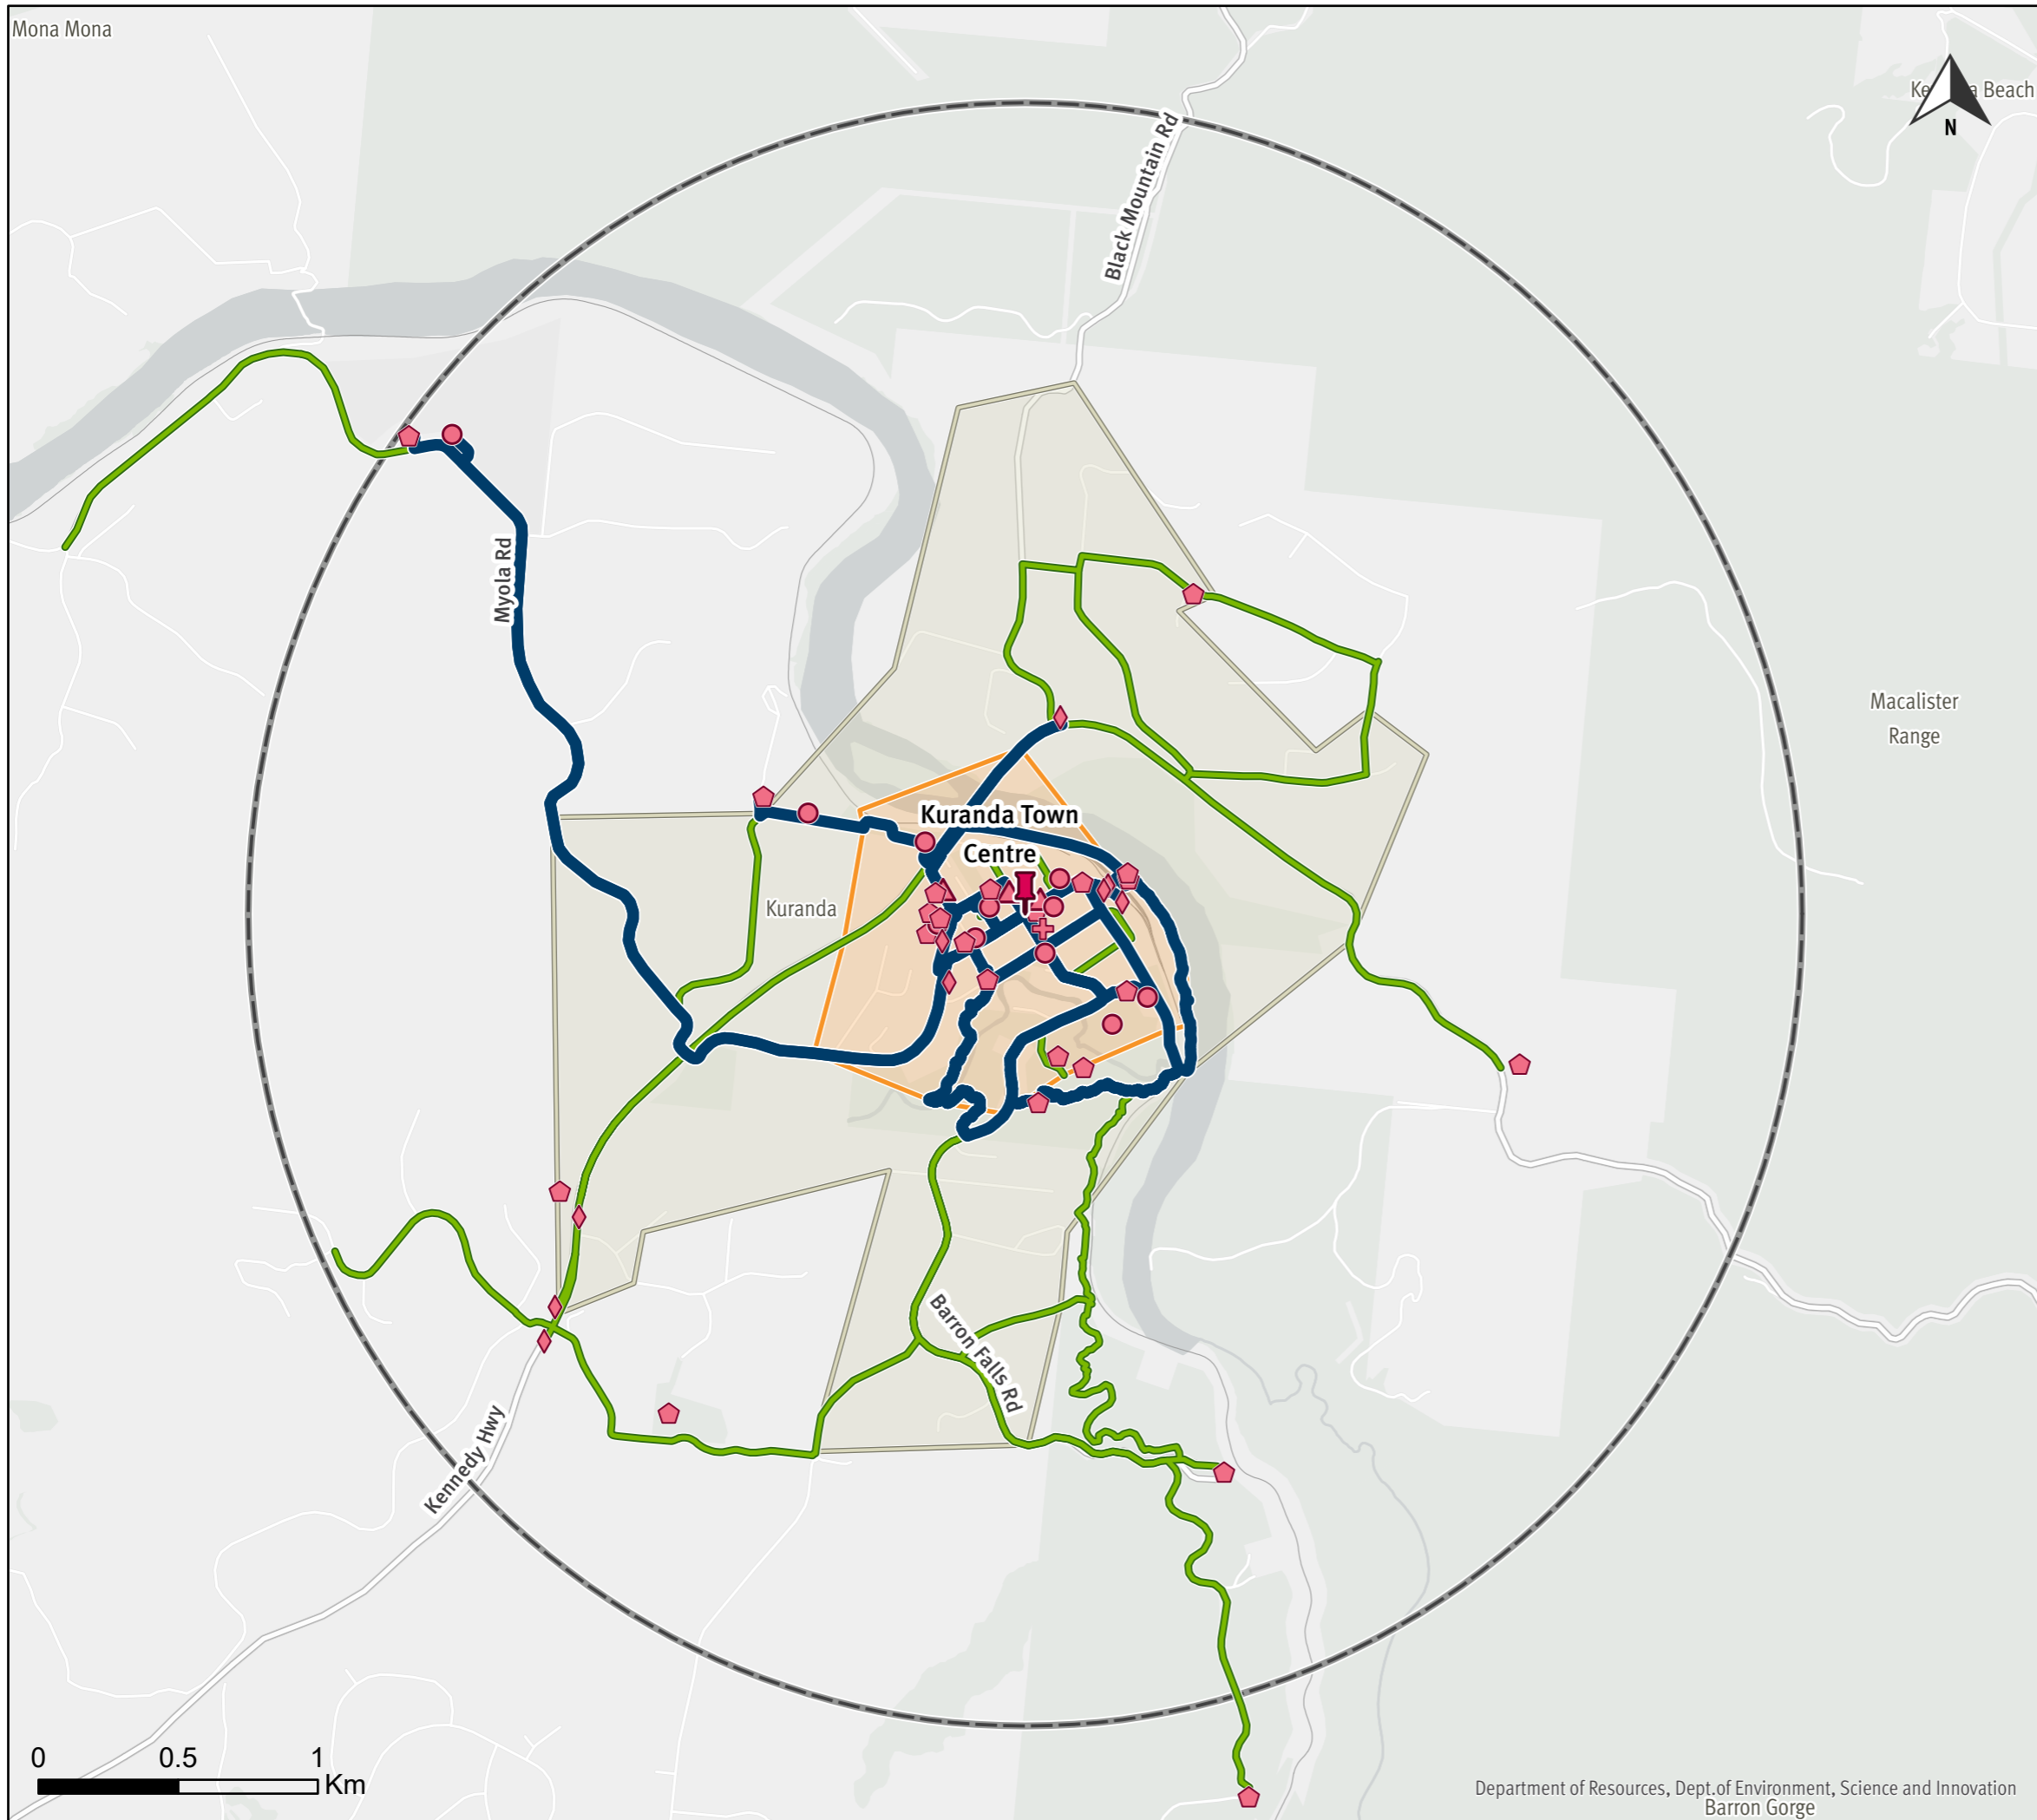 Mona Mona
N
Black Mountain Rd
Myola Rd
Macalister
Range
Kuranda Town
Centre
Kuranda
Barron Falls Rd
Kennedy Hwy
0 0.5 1
Km
Department of Resources, Dept.of Environment, Science and Innovation
Barron Gorge
Beach